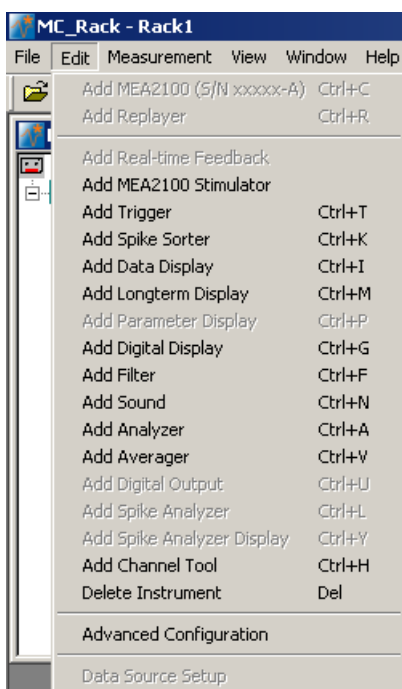 MC_Rack - Rack1
File Edit Measurement View Window Help
Add MEA2100 (S/N xxxxx-A) Ctrl+C
Add Replayer Ctrl+R
Add Real-time Feedback
Add MEA2100 Stimulator
Add Trigger Ctrl+T
Add Spike Sorter Ctrl+K
Add Data Display Ctrl+I
Add Longterm Display Ctrl+M
Add Parameter Display Ctrl+P
Add Digital Display Ctrl+G
Add Filter Ctrl+F
Add Sound Ctrl+N
Add Analyzer Ctrl+A
Add Averager Ctrl+V
Add Digital Output Ctrl+U
Add Spike Analyzer Ctrl+L
Add Spike Analyzer Display Ctrl+Y
Add Channel Tool Ctrl+H
Delete Instrument Del
Advanced Configuration
Data Source Setup